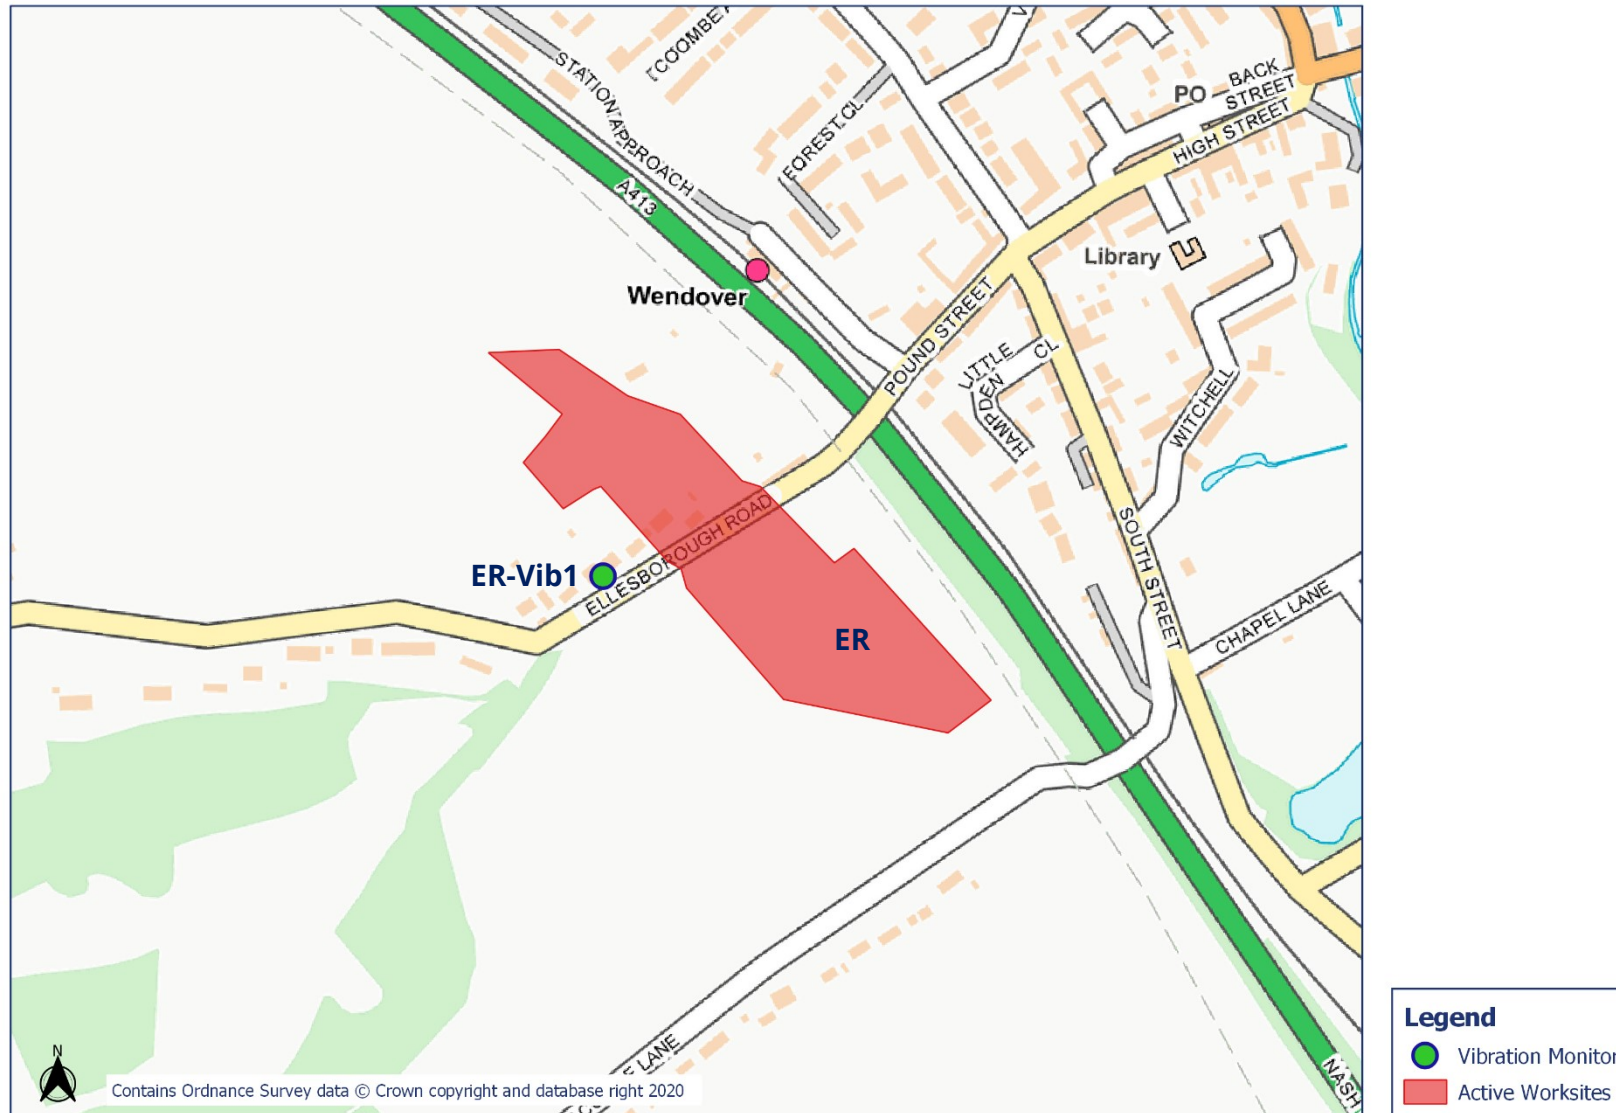 COOMBE
STATION APPROACH
A413
FOREST CL
PO
BACK
STREET
HIGH STREET
Library
Wendover
POUND STREET
LITTLE
HAMPDEN
CL
WITCHELL
SOUTH STREET
CHAPEL LANE
ELLESBOROUGH ROAD
ER-Vib1
ER
E LANE
NASH
N
Contains Ordnance Survey data © Crown copyright and database right 2020
Legend
Vibration Monitor
Active Worksites